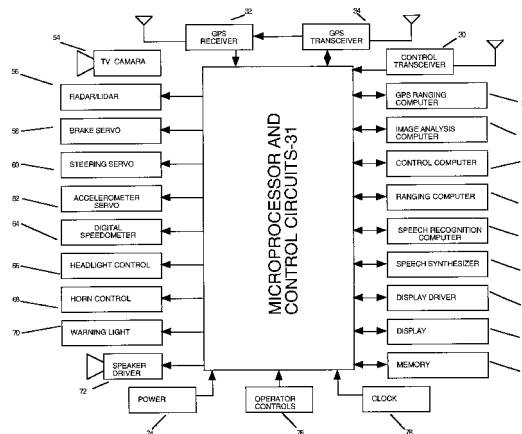 32
34
GPS
RECEIVER
GPS
TRANSCEIVER
30
54
TV CAMARA
CONTROL
TRANSCEIVER
56
RADAR/LIDAR
GPS RANGING
COMPUTER
58
BRAKE SERVO
IMAGE ANALYSIS
COMPUTER
60
STEERING SERVO
CONTROL COMPUTER
62
ACCELEROMETER
SERVO
RANGING COMPUTER
64
DIGITAL
SPEEDOMETER
SPEECH RECOGNITION
COMPUTER
66
HEADLIGHT CONTROL
SPEECH SYNTHESIZER
68
HORN CONTROL
DISPLAY DRIVER
70
WARNING LIGHT
DISPLAY
72
SPEAKER
DRIVER
MEMORY
MICROPROCESSOR AND
CONTROL CIRCUITS-31
POWER
OPERATOR
CONTROLS
CLOCK
78